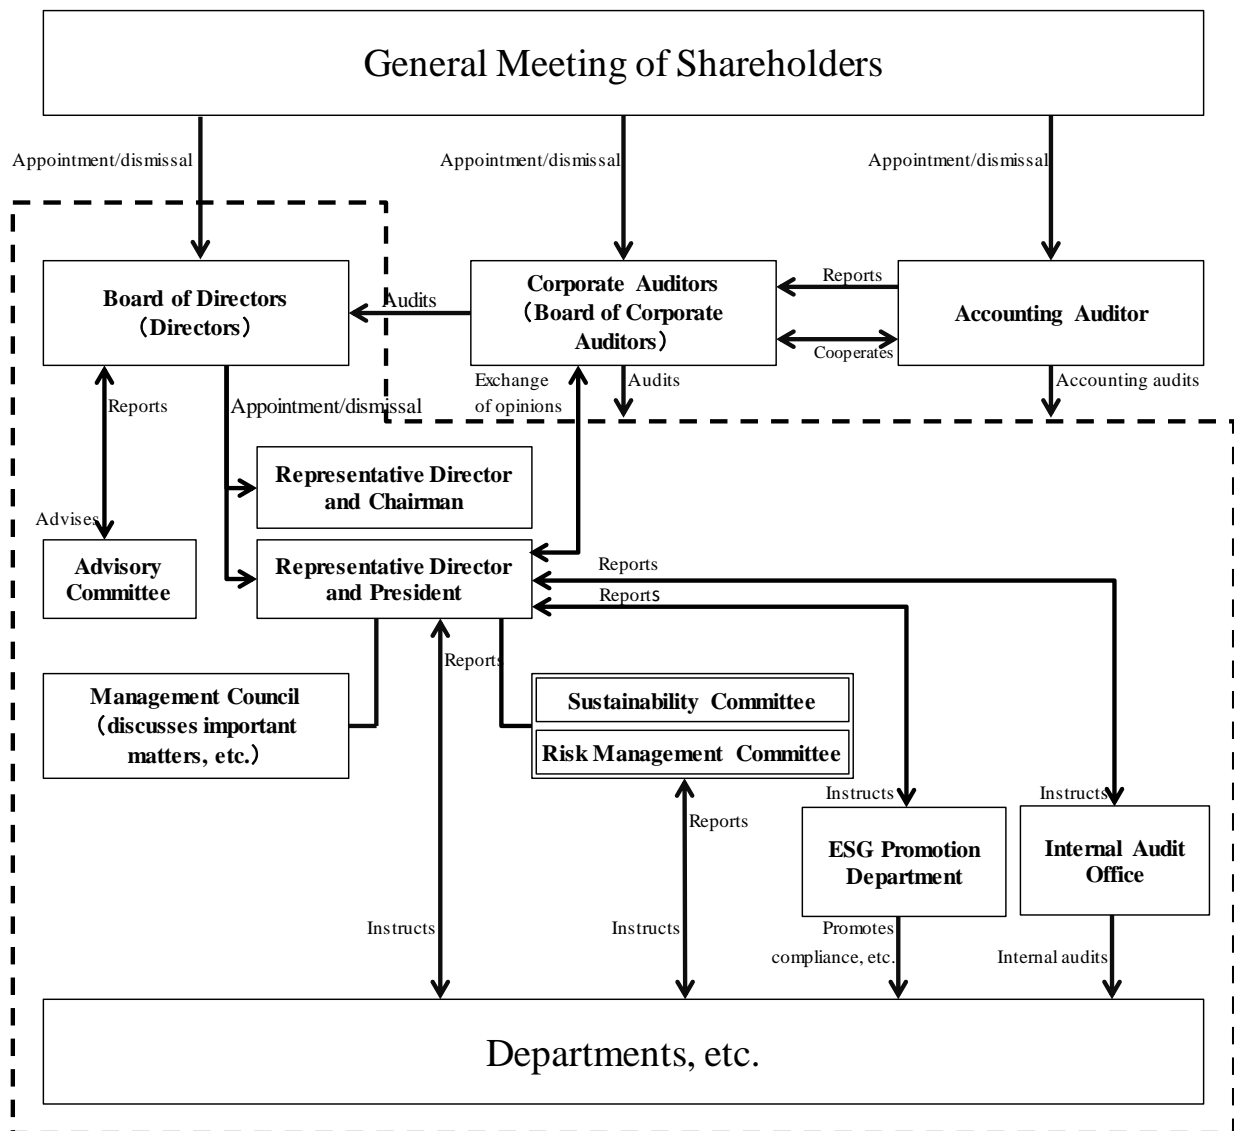 General Meeting of Shareholders
Appointment/dismissal
Appointment/dismissal
Appointment/dismissal
Board of Directors
（Directors）
Audits
Corporate Auditors
（Board of Corporate
Auditors）
Reports
Cooperates
Accounting Auditor
Reports
Appointment/dismissal
Exchange
of opinions
Audits
Accounting audits
Representative Director
and Chairman
Advises
Advisory
Committee
Representative Director
and President
Reports
Reports
Reports
Management Council
（discusses important
matters, etc.）
Sustainability Committee
Risk Management Committee
Reports
Instructs
Instructs
ESG Promotion
Department
Internal Audit
Office
Instructs
Instructs
Promotes
compliance, etc.
Internal audits
Departments, etc.